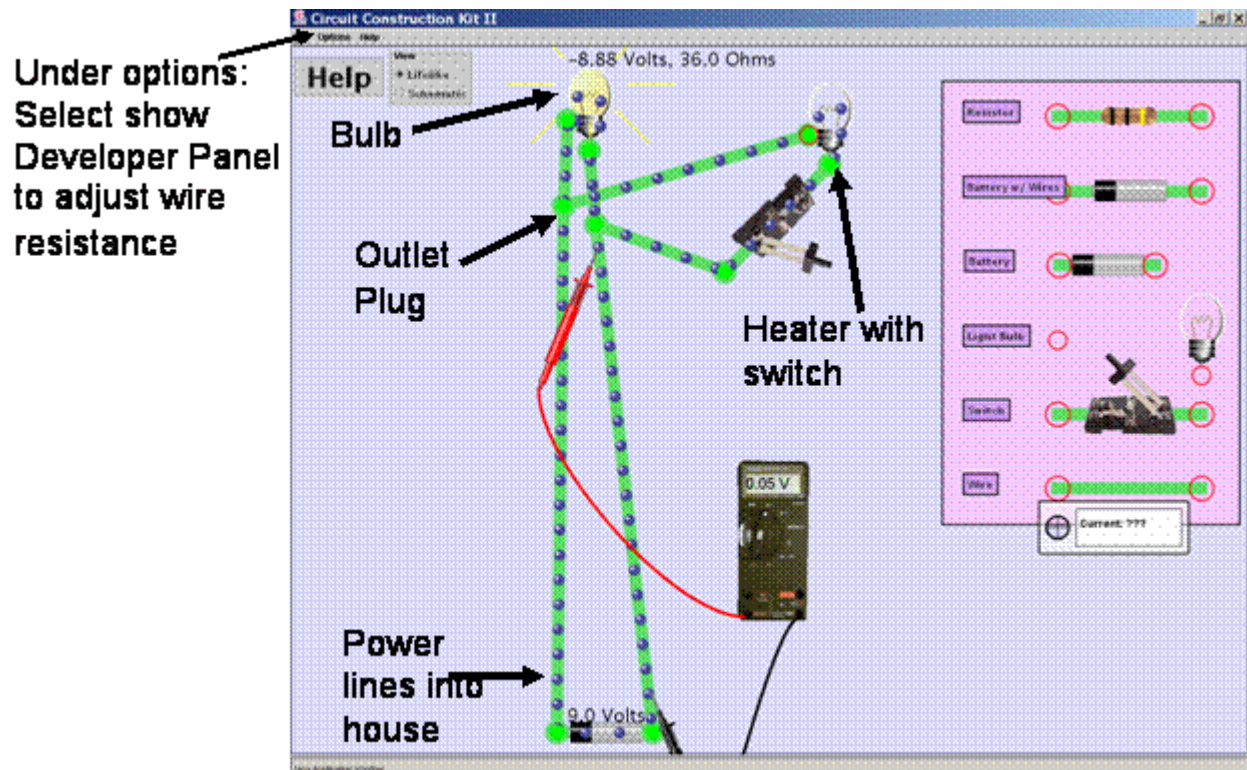 Circuit Construction Kit II
Options Help
Under options:
Select show
Developer Panel
to adjust wire
resistance
Help
View
Lifelike
Schematic
-8.88 Volts, 36.0 Ohms
Bulb
Outlet
Plug
Heater with
switch
Resistor
Battery w/ Wires
Battery
Light Bulb
Switch
Wire
Current: ???
0.05 V
Power
lines into
house
9.0 Volts